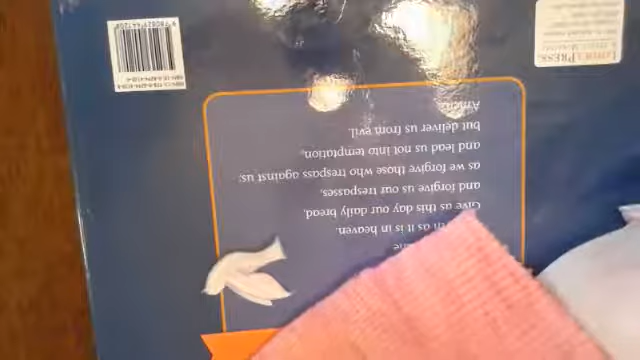 th as it is in heaven.
Give us this day our daily bread,
and forgive us our trespasses,
as we forgive those who trespass against us;
and lead us not into temptation,
but deliver us from evil.
Amen.
PRESS